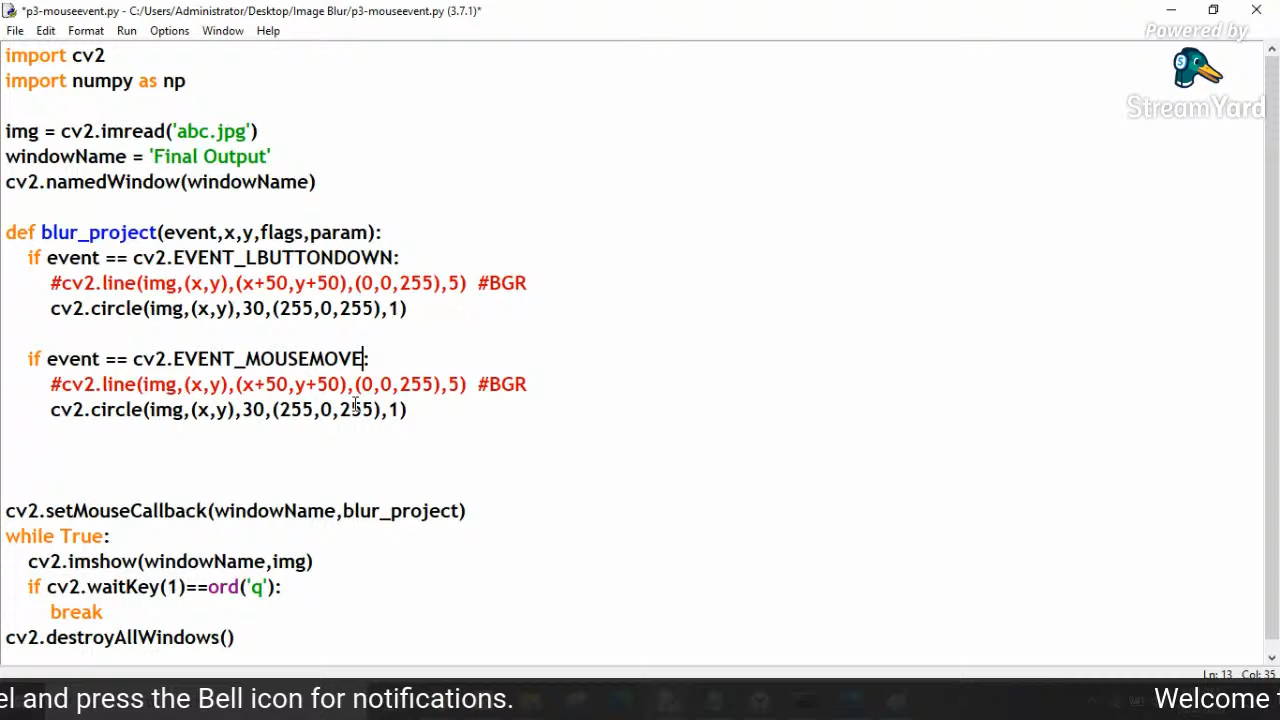 *p3-mouseevent.py - C:/Users/Administrator/Desktop/Image Blur/p3-mouseevent.py (3.7.1)*
File Edit Format Run Options Window Help
Powered by
StreamYard
import cv2
import numpy as np
img = cv2.imread('abc.jpg')
windowName = 'Final Output'
cv2.namedWindow(windowName)
def blur_project(event,x,y,flags,param):
if event == cv2.EVENT_LBUTTONDOWN:
#cv2.line(img,(x,y),(x+50,y+50),(0,0,255),5) #BGR
cv2.circle(img,(x,y),30,(255,0,255),1)
if event == cv2.EVENT_MOUSEMOVE:
#cv2.line(img,(x,y),(x+50,y+50),(0,0,255),5) #BGR
cv2.circle(img,(x,y),30,(255,0,255),1)
cv2.setMouseCallback(windowName,blur_project)
while True:
cv2.imshow(windowName,img)
if cv2.waitKey(1)==ord('q'):
break
cv2.destroyAllWindows()
Ln: 13 Col: 35
el and press the Bell icon for notifications. Welcome